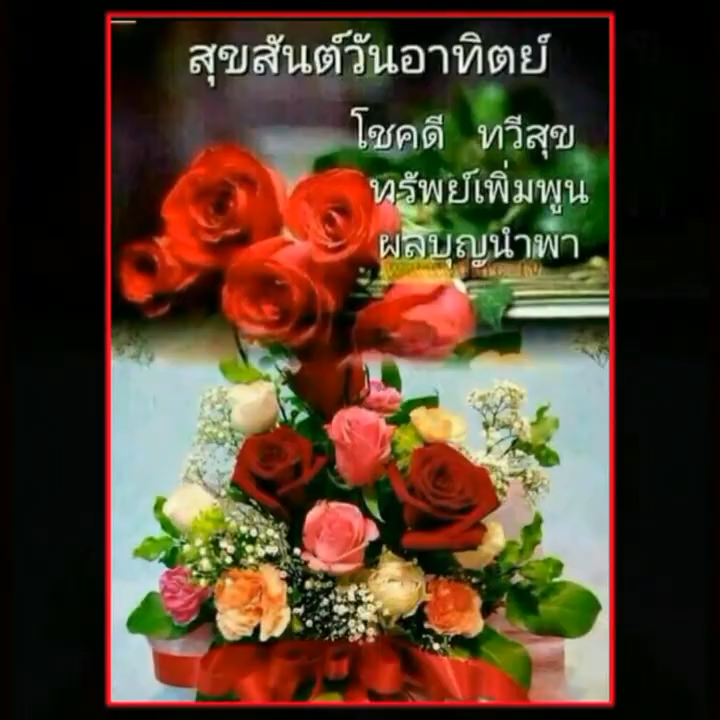 สุขสันต์วันอาทิตย์
โชคดี ทวีสุข
ทรัพย์เพิ่มพูน
ผลบุญนำพา